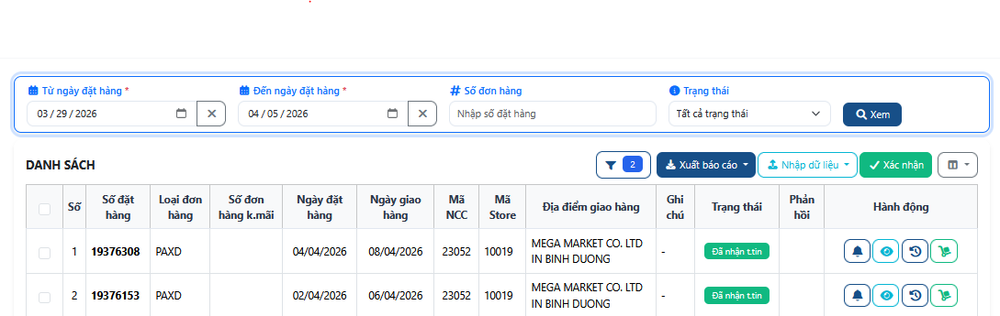 Từ ngày đặt hàng * Đến ngày đặt hàng * Số đơn hàng Trạng thái
03 / 29 / 2026 04 / 05 / 2026 Nhập số đặt hàng Tất cả trạng thái Xem
DANH SÁCH 2 Xuất báo cáo Nhập dữ liệu Xác nhận
Số Số đặt hàng Loại đơn hàng Số đơn hàng k.mãi Ngày đặt hàng Ngày giao hàng Mã NCC Mã Store Địa điểm giao hàng Ghi chú Trạng thái Phản hồi Hành động
1 19376308 PAXD 04/04/2026 08/04/2026 23052 10019 MEGA MARKET CO. LTD IN BINH DUONG - Đã nhận t.tin
2 19376153 PAXD 02/04/2026 06/04/2026 23052 10019 MEGA MARKET CO. LTD IN BINH DUONG - Đã nhận t.tin